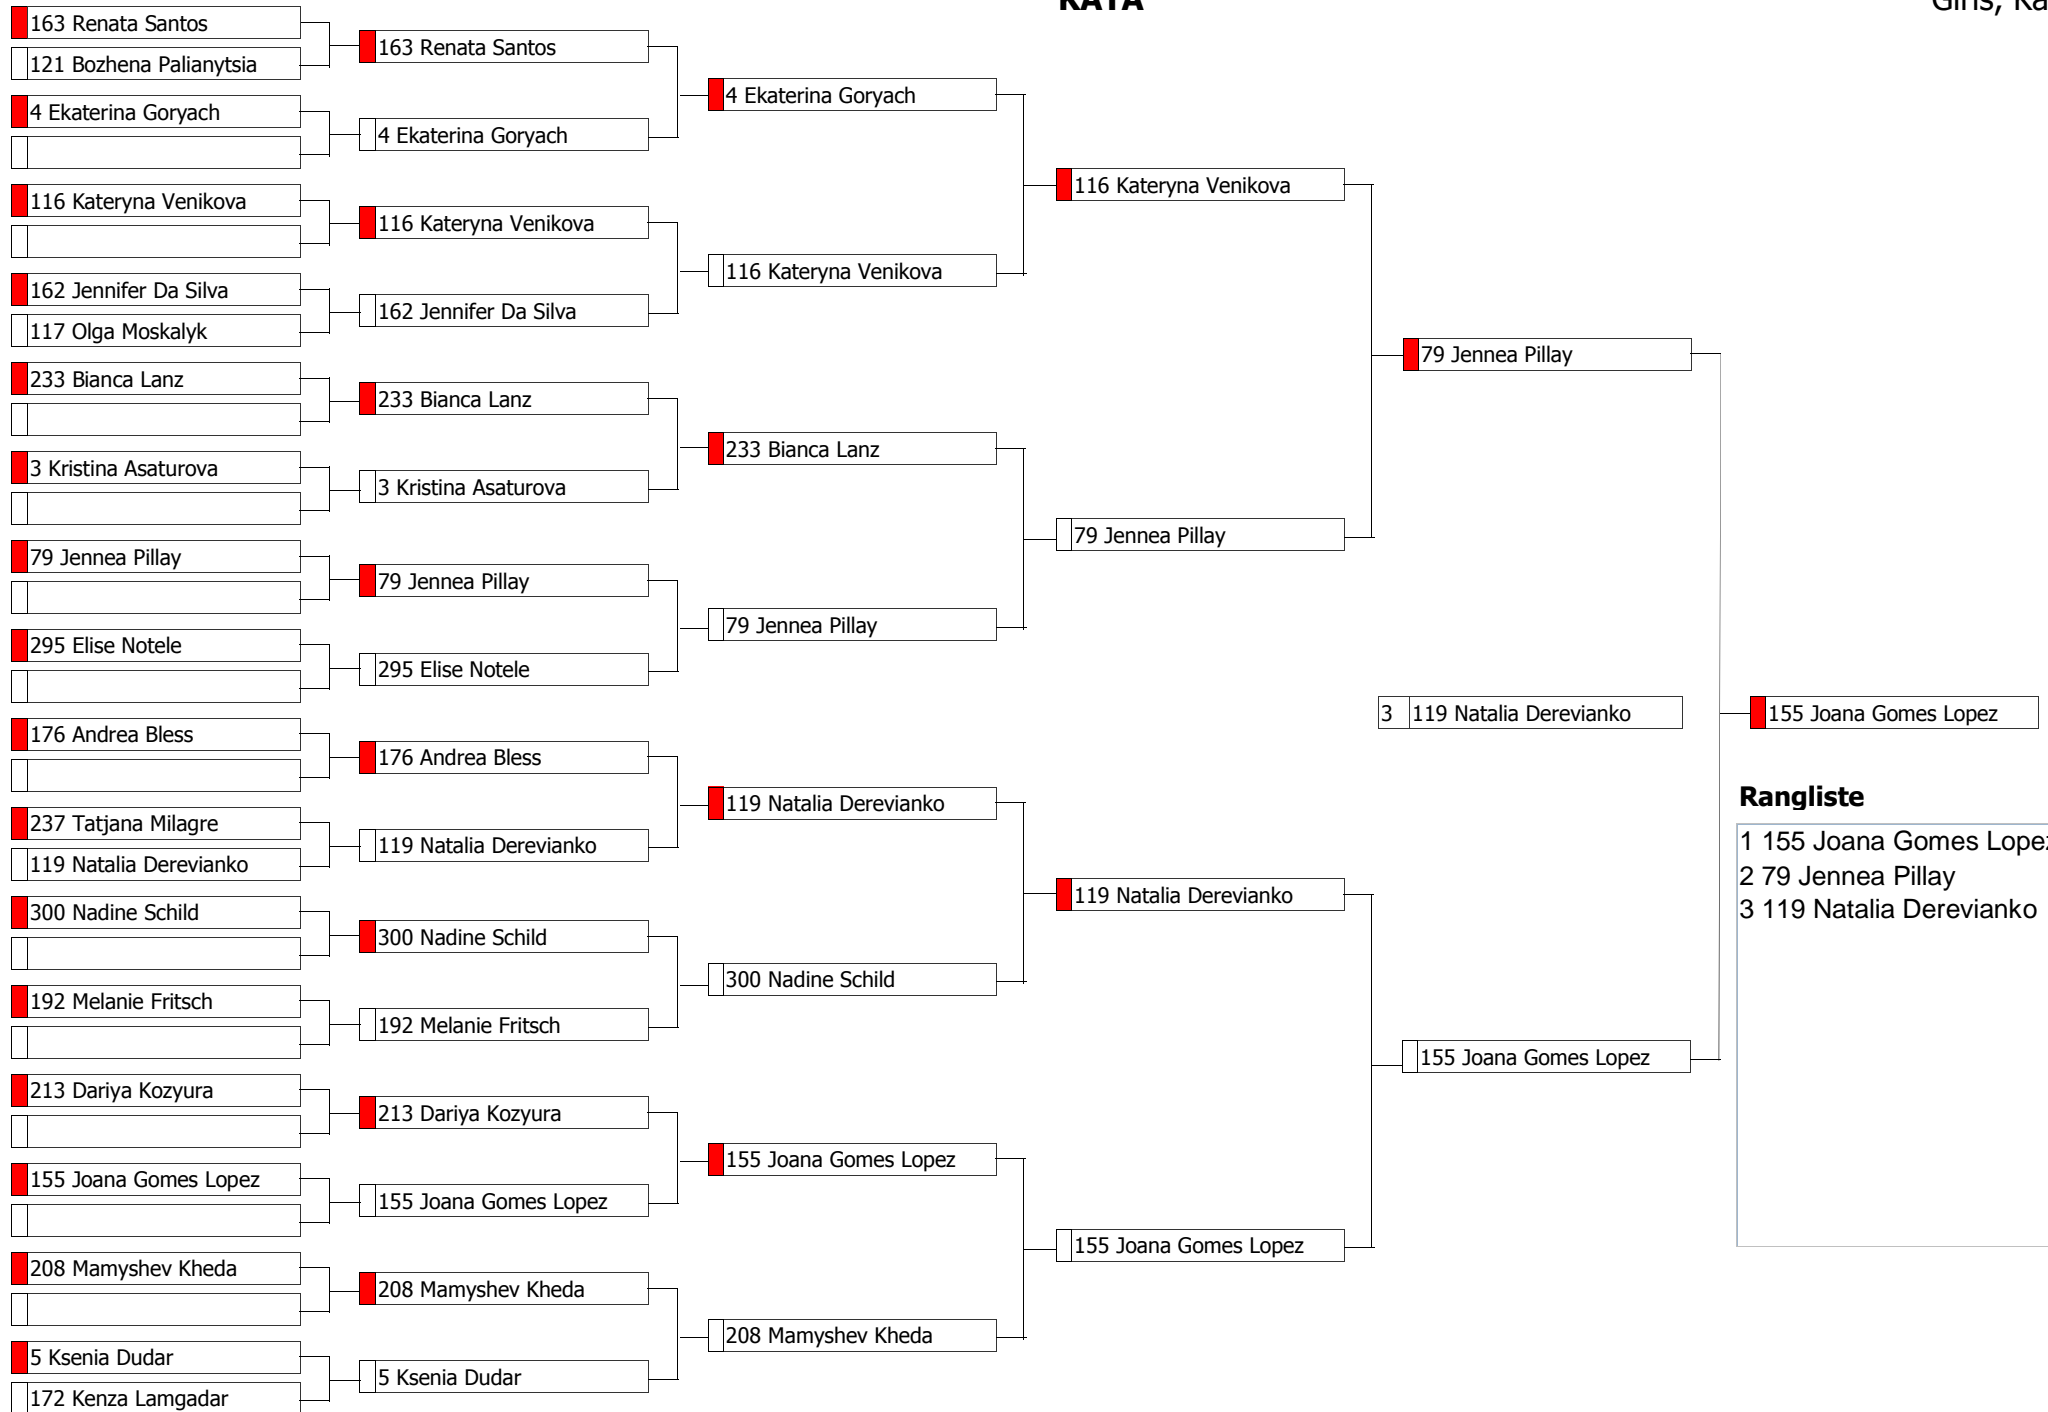 KATA
Girls, Ka
163 Renata Santos
121 Bozhena Palianytsia
4 Ekaterina Goryach
116 Kateryna Venikova
162 Jennifer Da Silva
117 Olga Moskalyk
233 Bianca Lanz
3 Kristina Asaturova
79 Jennea Pillay
295 Elise Notele
176 Andrea Bless
237 Tatjana Milagre
119 Natalia Derevianko
300 Nadine Schild
192 Melanie Fritsch
213 Dariya Kozyura
155 Joana Gomes Lopez
208 Mamyshev Kheda
5 Ksenia Dudar
172 Kenza Lamgadar
163 Renata Santos
4 Ekaterina Goryach
116 Kateryna Venikova
162 Jennifer Da Silva
233 Bianca Lanz
3 Kristina Asaturova
79 Jennea Pillay
295 Elise Notele
176 Andrea Bless
119 Natalia Derevianko
300 Nadine Schild
192 Melanie Fritsch
213 Dariya Kozyura
155 Joana Gomes Lopez
208 Mamyshev Kheda
5 Ksenia Dudar
4 Ekaterina Goryach
116 Kateryna Venikova
233 Bianca Lanz
79 Jennea Pillay
119 Natalia Derevianko
300 Nadine Schild
155 Joana Gomes Lopez
208 Mamyshev Kheda
116 Kateryna Venikova
79 Jennea Pillay
119 Natalia Derevianko
155 Joana Gomes Lopez
79 Jennea Pillay
3 119 Natalia Derevianko
155 Joana Gomes Lopez
155 Joana Gomes Lopez
Rangliste
1 155 Joana Gomes Lopez
2 79 Jennea Pillay
3 119 Natalia Derevianko